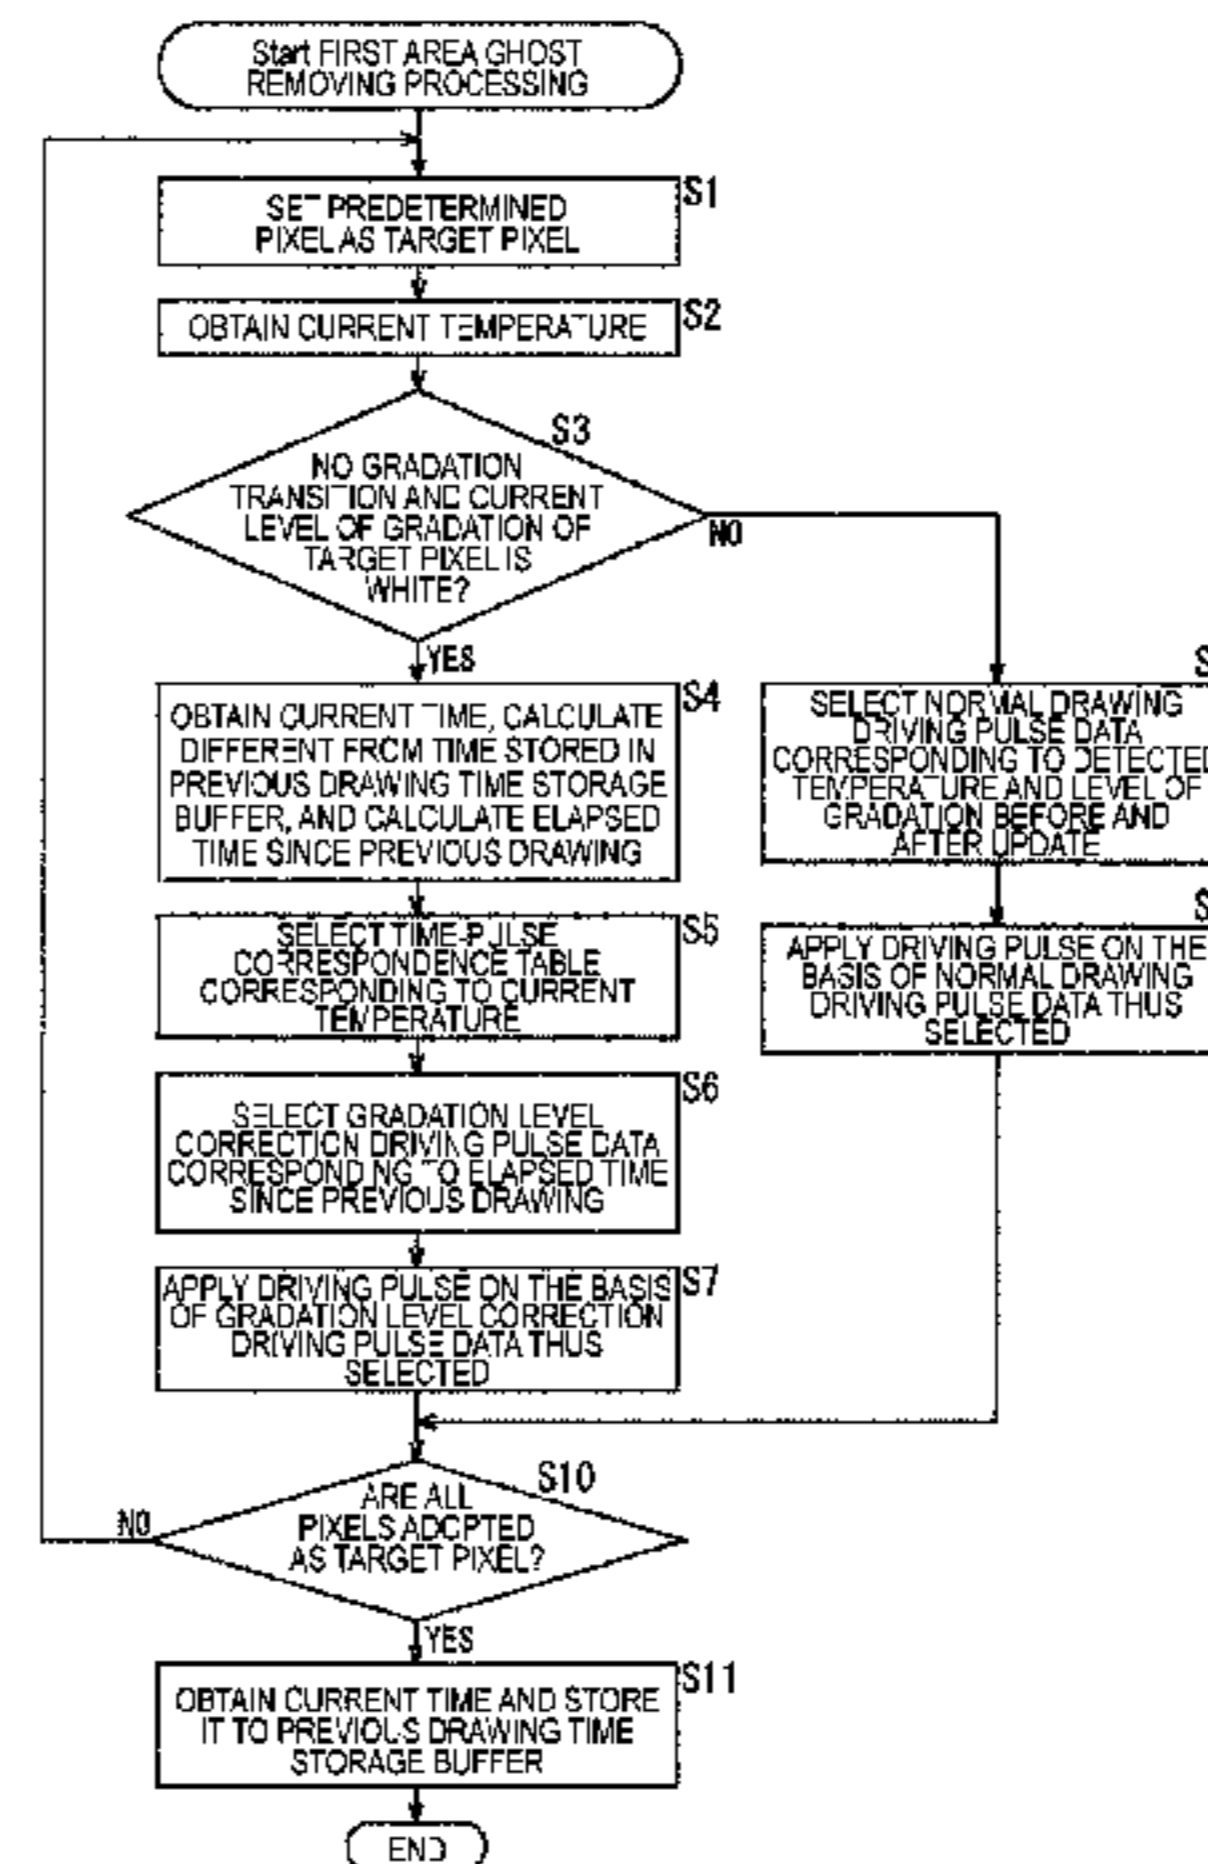 Start FIRST AREA GHOST
REMOVING PROCESSING
S1
SET PREDETERMINED
PIXEL AS TARGET PIXEL
S2
OBTAIN CURRENT TEMPERATURE
S3
NO GRADATION
TRANSITION AND CURRENT
LEVEL OF GRADATION OF
TARGET PIXEL IS
WHITE?
NO
YES
S4
OBTAIN CURRENT TIME, CALCULATE
DIFFERENT FROM TIME STORED IN
PREVIOUS DRAWING TIME STORAGE
BUFFER, AND CALCULATE ELAPSED
TIME SINCE PREVIOUS DRAWING
S
SELECT NORMAL DRAWING
DRIVING PULSE DATA
CORRESPONDING TO DETECTED
TEMPERATURE AND LEVEL OF
GRADATION BEFORE AND
AFTER UPDATE
S5
SELECT TIME-PULSE
CORRESPONDENCE TABLE
CORRESPONDING TO CURRENT
TEMPERATURE
S
APPLY DRIVING PULSE ON THE
BASIS OF NORMAL DRAWING
DRIVING PULSE DATA THUS
SELECTED
S6
SELECT GRADATION LEVEL
CORRECTION DRIVING PULSE DATA
CORRESPONDING TO ELAPSED TIME
SINCE PREVIOUS DRAWING
S7
APPLY DRIVING PULSE ON THE BASIS
OF GRADATION LEVEL CORRECTION
DRIVING PULSE DATA THUS
SELECTED
S10
ARE ALL
PIXELS ADOPTED
AS TARGET PIXEL?
NO
YES
S11
OBTAIN CURRENT TIME AND STORE
IT TO PREVIOUS DRAWING TIME
STORAGE BUFFER
END